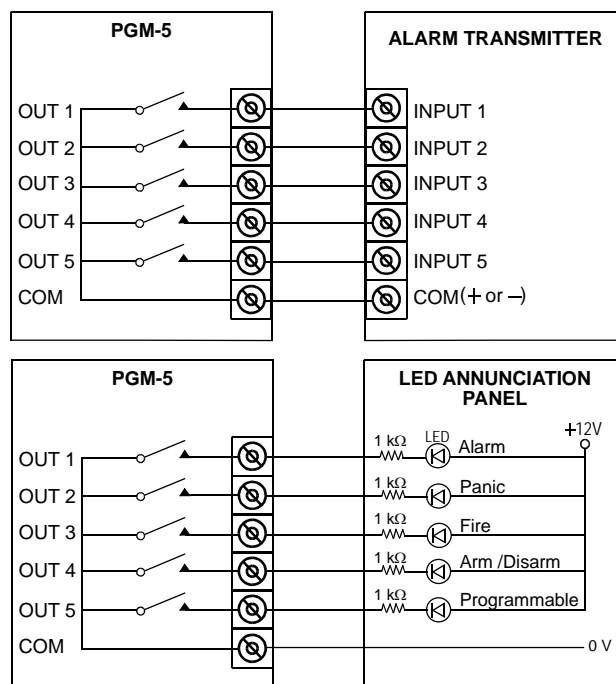 PGM-5
ALARM TRANSMITTER
OUT 1
INPUT 1
OUT 2
INPUT 2
OUT 3
INPUT 3
OUT 4
INPUT 4
OUT 5
INPUT 5
COM
COM (+ or –)
PGM-5
LED ANNUNCIATION
PANEL
+12V
OUT 1
1 kΩ
LED
Alarm
OUT 2
1 kΩ
Panic
OUT 3
1 kΩ
Fire
OUT 4
1 kΩ
Arm /Disarm
OUT 5
1 kΩ
Programmable
COM
0 V